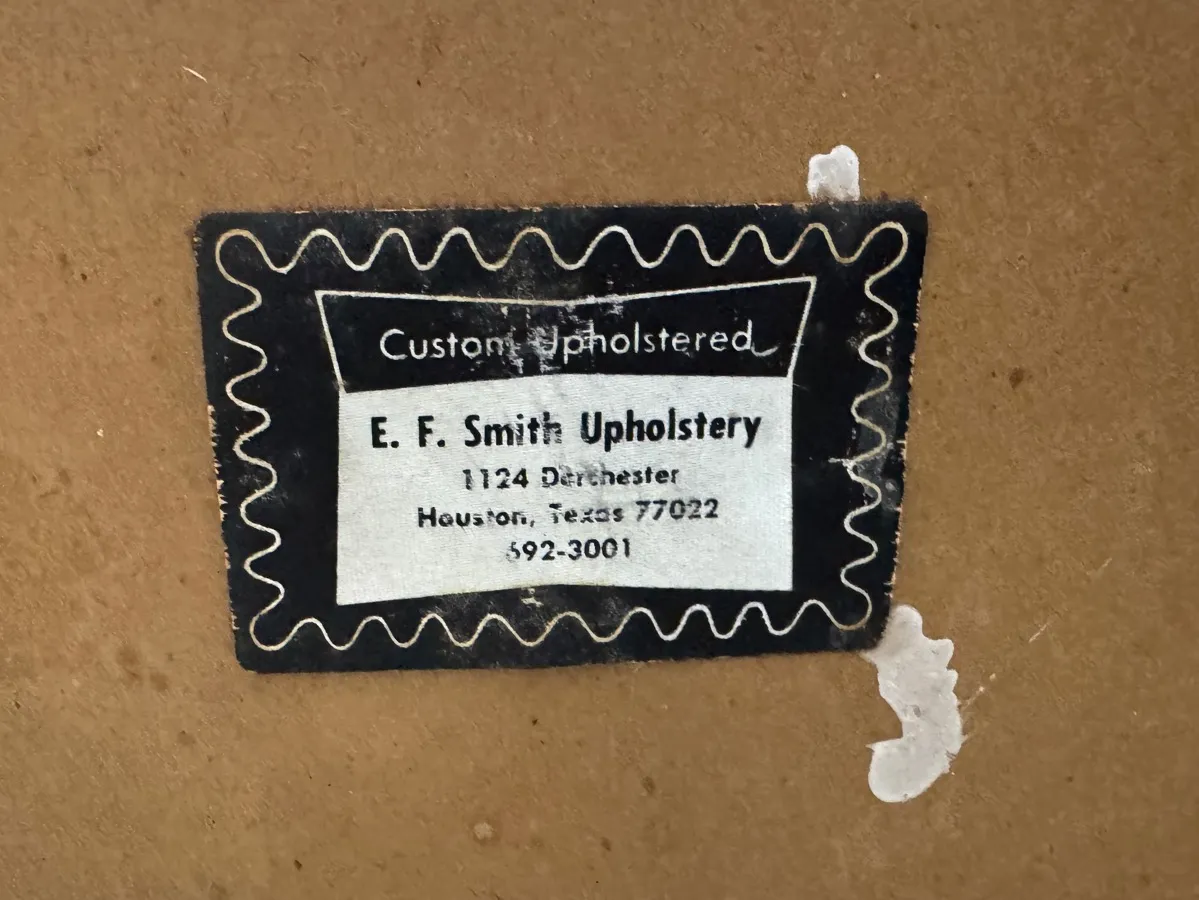 Custom Upholstered
E. F. Smith Upholstery
1124 Dorchester
Houston, Texas 77022
692-3001